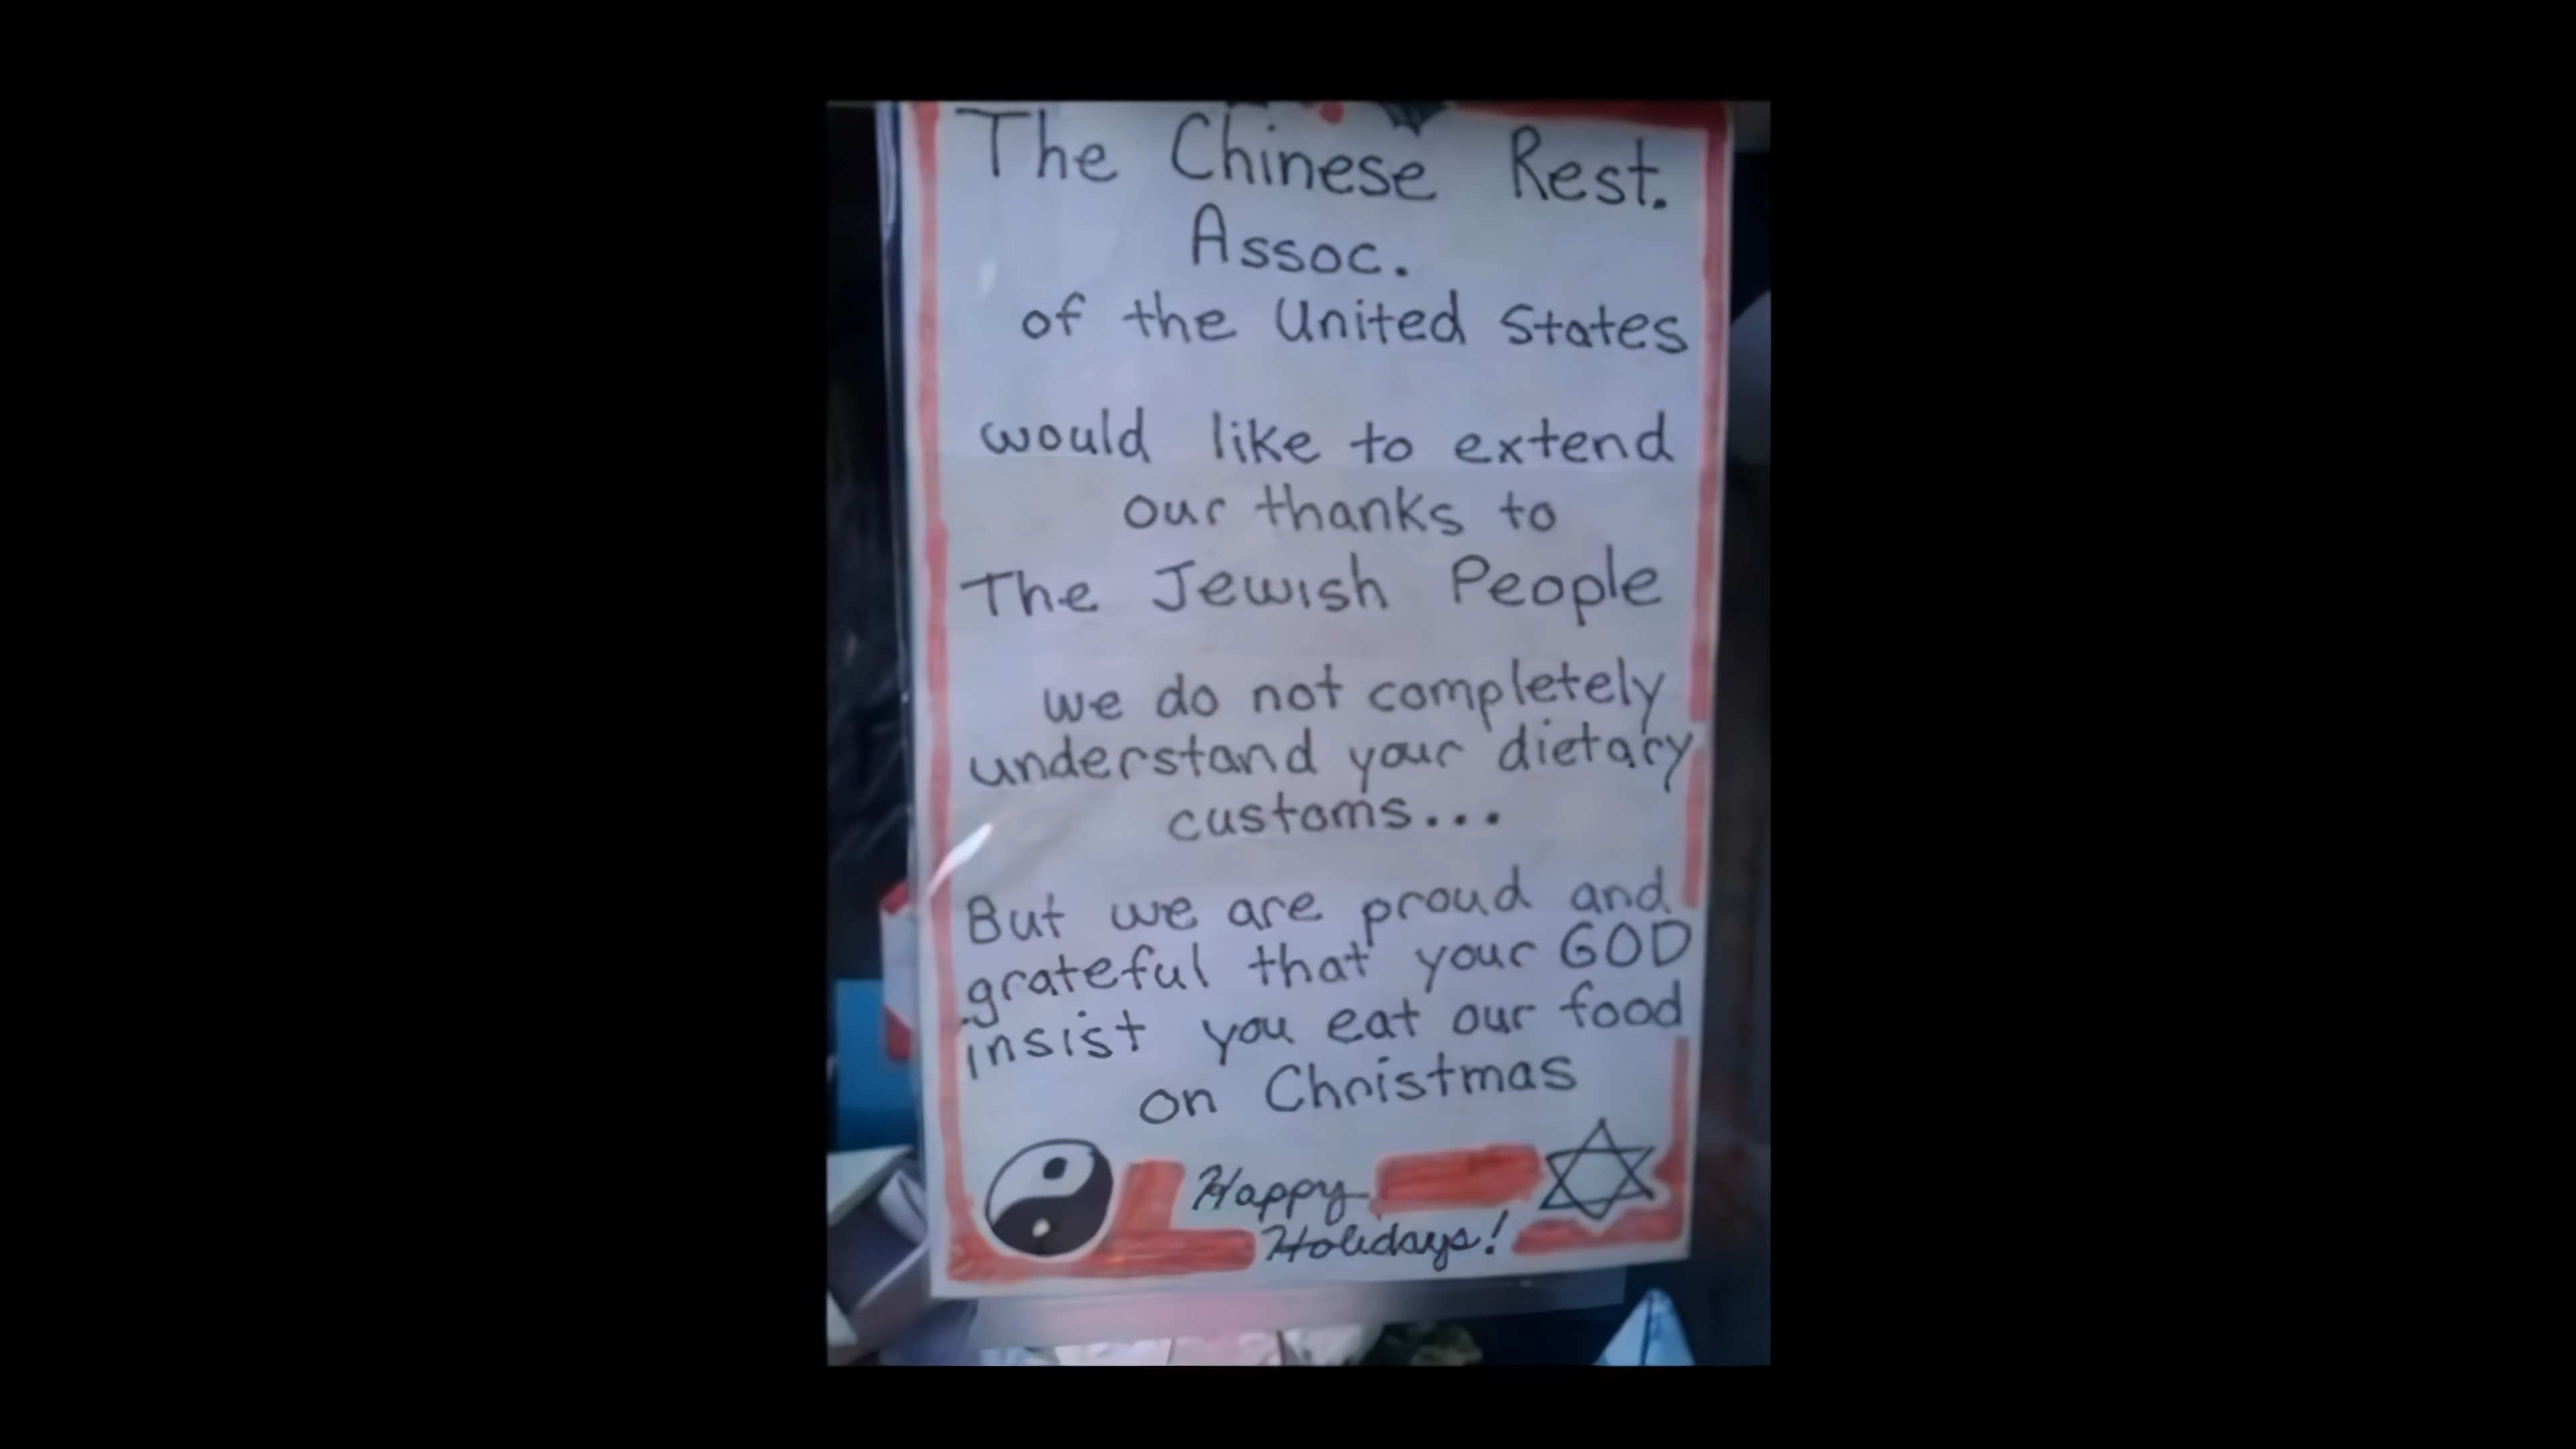 The Chinese Rest.
Assoc.
of the United States
would like to extend
our thanks to
The Jewish People
we do not completely
understand your dietary
customs...
But we are proud and
grateful that your GOD
insist you eat our food
on Christmas
Happy
Holidays!